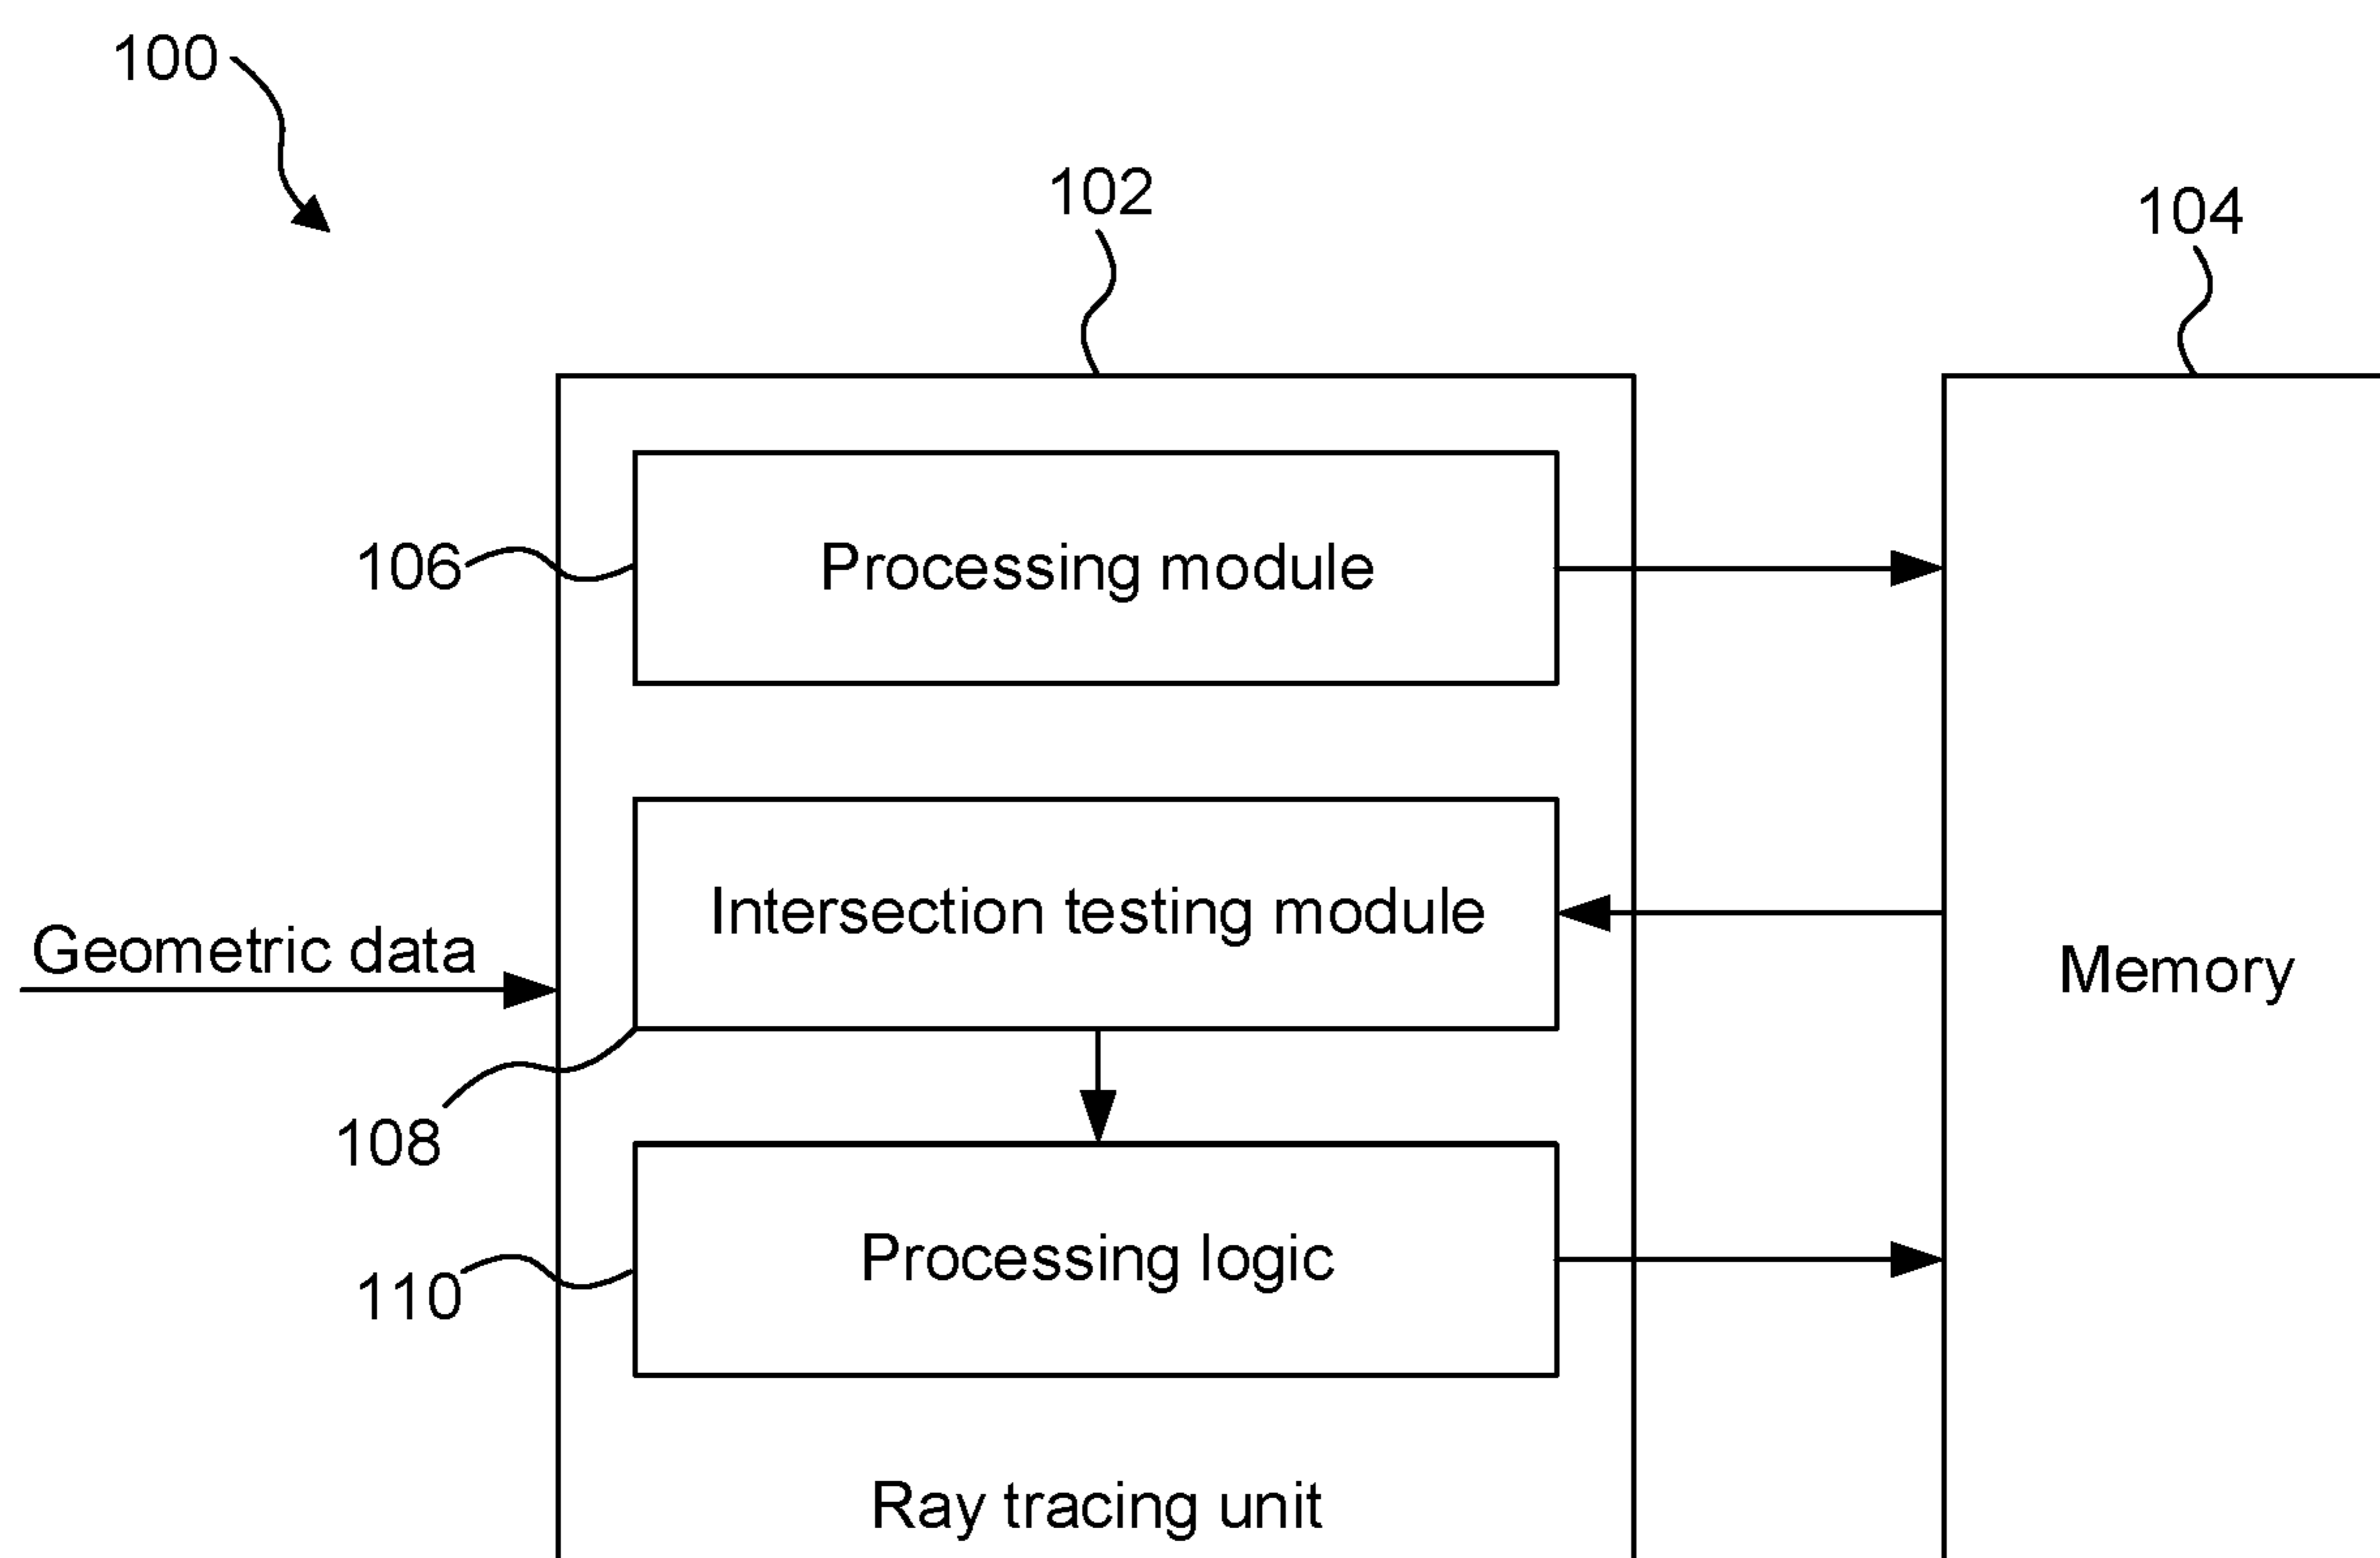 100
102
104
106
Processing module
Intersection testing module
Geometric data
Memory
108
Processing logic
110
Ray tracing unit